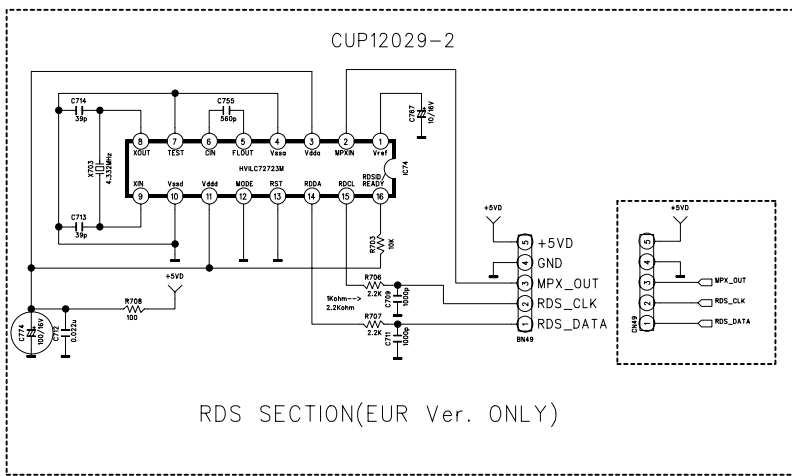 CUP12029-2
C714
39p
C755
560p
C767
10/16V
8
7
6
5
4
3
2
1
XOUT
TEST
CIN
FLOUT
Vssa
Vdda
MPXIN
Vref
X703
4.332MHz
HVILC72723M
IC74
XIN
Vssd
Vddd
MODE
RST
RDDA
RDCL
RDSID
READY
9
10
11
12
13
14
15
16
C713
39p
R703
10K
+5VD
5
+5VD
4
GND
3
MPX_OUT
2
RDS_CLK
1
RDS_DATA
BN49
+5VD
5
4
3
MPX_OUT
2
RDS_CLK
1
RDS_DATA
CN49
+5VD
R708
100
C774
100/16V
C712
0.022u
R706
2.2K
1Kohm-->
2.2Kohm
C709
1000p
R707
2.2K
C711
1000p
RDS SECTION(EUR Ver. ONLY)